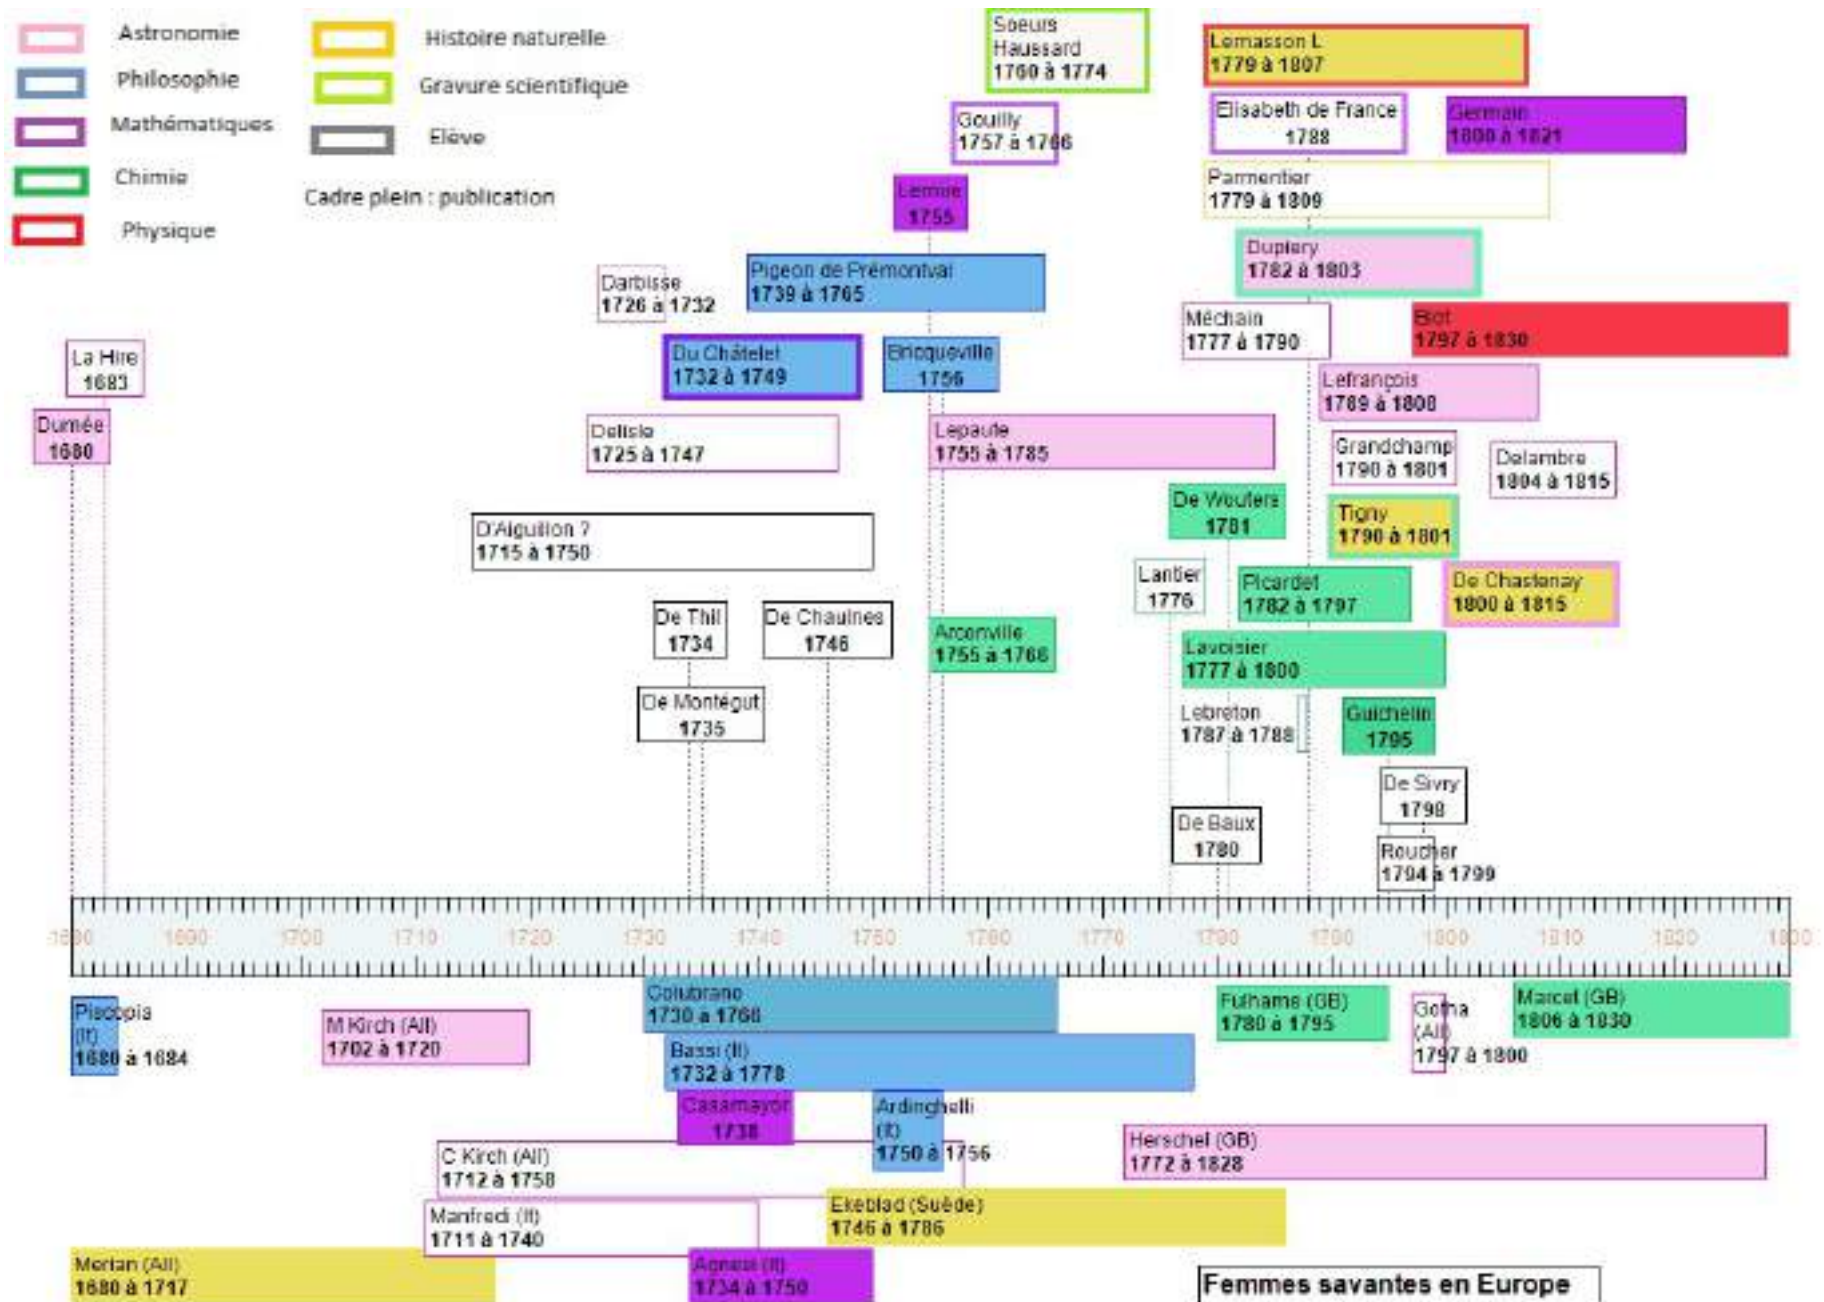 Astronomie
Philosophie
Mathématiques
Chimie
Physique
Histoire naturelle
Gravure scientifique
Elève
Cadre plein : publication
Soeurs
Haussard
1760 à 1774
Lemasson L
1779 à 1807
Gouilly
1757 à 1766
Elisabeth de France
1788
Germain
1800 à 1821
Lemire
1755
Parmentier
1779 à 1809
Darbisse
1726 à 1732
Pigeon de Frémontval
1739 à 1765
Dupiery
1782 à 1803
La Hire
1683
Du Châtelet
1732 à 1749
Bricqueville
1756
Méchain
1777 à 1790
Biot
1797 à 1830
Lefrançois
1789 à 1808
Dumée
1680
Delisle
1725 à 1747
Lepaute
1755 à 1785
Grandchamp
1790 à 1801
Delambre
1804 à 1815
D'Aiguillon ?
1715 à 1750
De Wouters
1781
Tigny
1790 à 1801
De Thil
1734
De Chaulnes
1746
Arconville
1755 à 1766
Lantier
1776
Picardet
1782 à 1797
De Chastenay
1800 à 1815
De Montégut
1735
Lavoisier
1777 à 1800
Lebreton
1787 à 1788
Guichelin
1795
De Sivry
1798
De Baux
1780
Roucher
1794 à 1799
1680 1690 1700 1710 1720 1730 1740 1750 1760 1770 1780 1790 1800 1810 1820 1830
Piscopia
(It)
1680 à 1684
M Kirch (All)
1702 à 1720
Colubrano
1730 à 1766
Fulhame (GB)
1780 à 1795
Gotha
(All)
1797 à 1800
Marcet (GB)
1806 à 1830
Bassi (It)
1732 à 1778
Casamayor
1738
Ardinghelli
(It)
1750 à 1756
C Kirch (All)
1712 à 1758
Herschel (GB)
1772 à 1828
Manfredi (It)
1711 à 1740
Ekeblad (Suède)
1746 à 1786
Merian (All)
1680 à 1717
Agnesi (It)
1734 à 1750
Femmes savantes en Europe